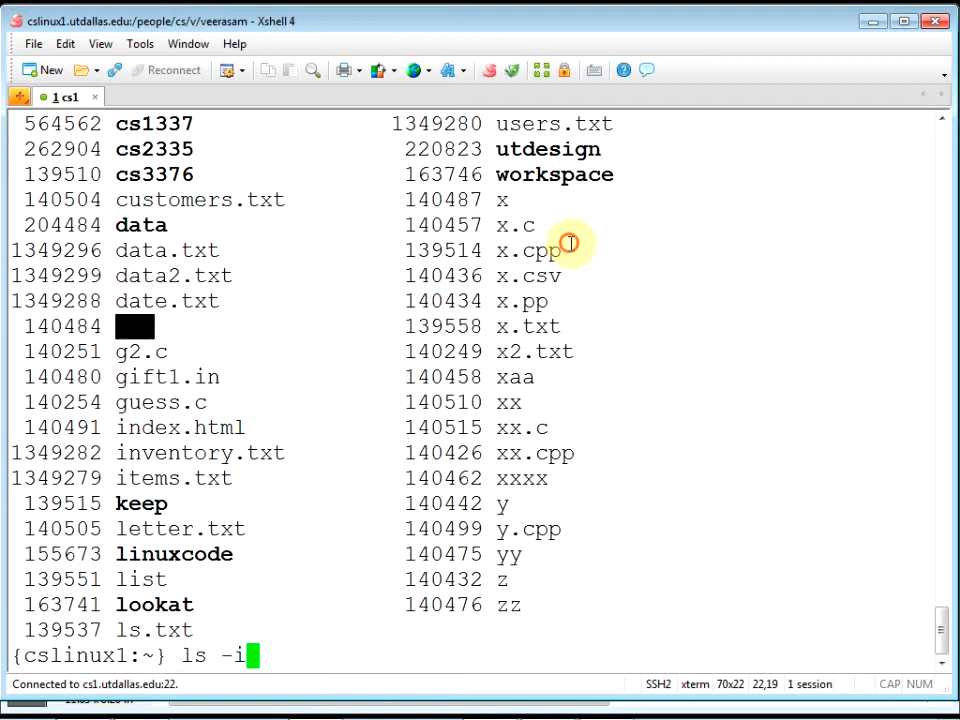 cslinux1.utdallas.edu:/people/cs/v/veerasam - Xshell 4
File Edit View Tools Window Help
New Reconnect
1 cs1
564562 cs1337 1349280 users.txt
262904 cs2335 220823 utdesign
139510 cs3376 163746 workspace
140504 customers.txt 140487 x
204484 data 140457 x.c
1349296 data.txt 139514 x.cpp
1349299 data2.txt 140436 x.csv
1349288 date.txt 140434 x.pp
140484 139558 x.txt
140251 g2.c 140249 x2.txt
140480 gift1.in 140458 xaa
140254 guess.c 140510 xx
140491 index.html 140515 xx.c
1349282 inventory.txt 140426 xx.cpp
1349279 items.txt 140462 xxxx
139515 keep 140442 y
140505 letter.txt 140499 y.cpp
155673 linuxcode 140475 yy
139551 list 140432 z
163741 lookat 140476 zz
139537 ls.txt
{cslinux1:~} ls -i
Connected to cs1.utdallas.edu:22. SSH2 xterm 70x22 22,19 1 session CAP NUM